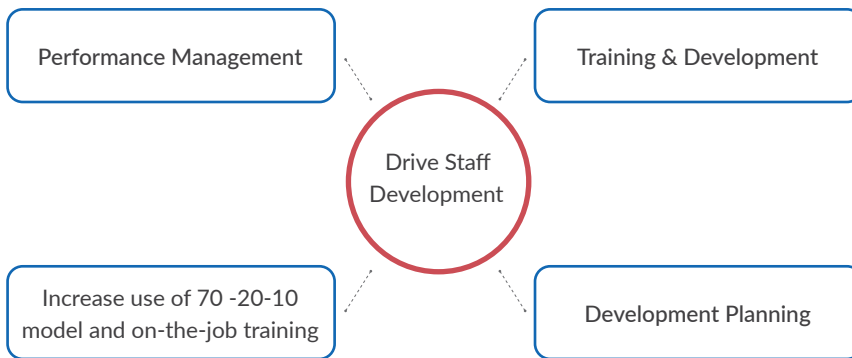 Performance Management
Training & Development
Drive Staff
Development
Increase use of 70 -20-10
model and on-the-job training
Development Planning